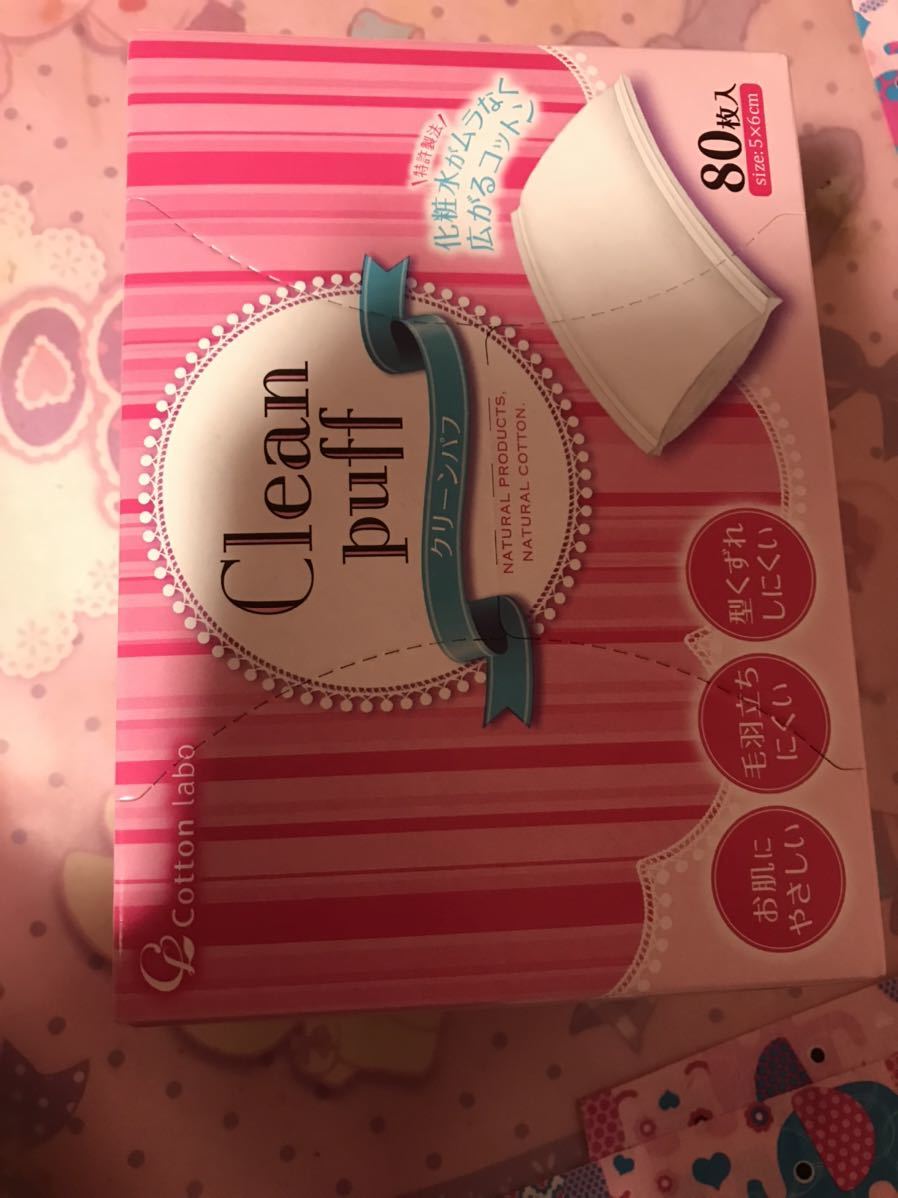 Cotton labo
Clean
puff
クリーンパフ
NATURAL PRODUCTS,
NATURAL COTTON.
特許製法
化粧水がムラなく
広がるコットン
80枚入
size: 5×6cm
お肌に
やさしい
毛羽立ち
にくい
型くずれ
しにくい